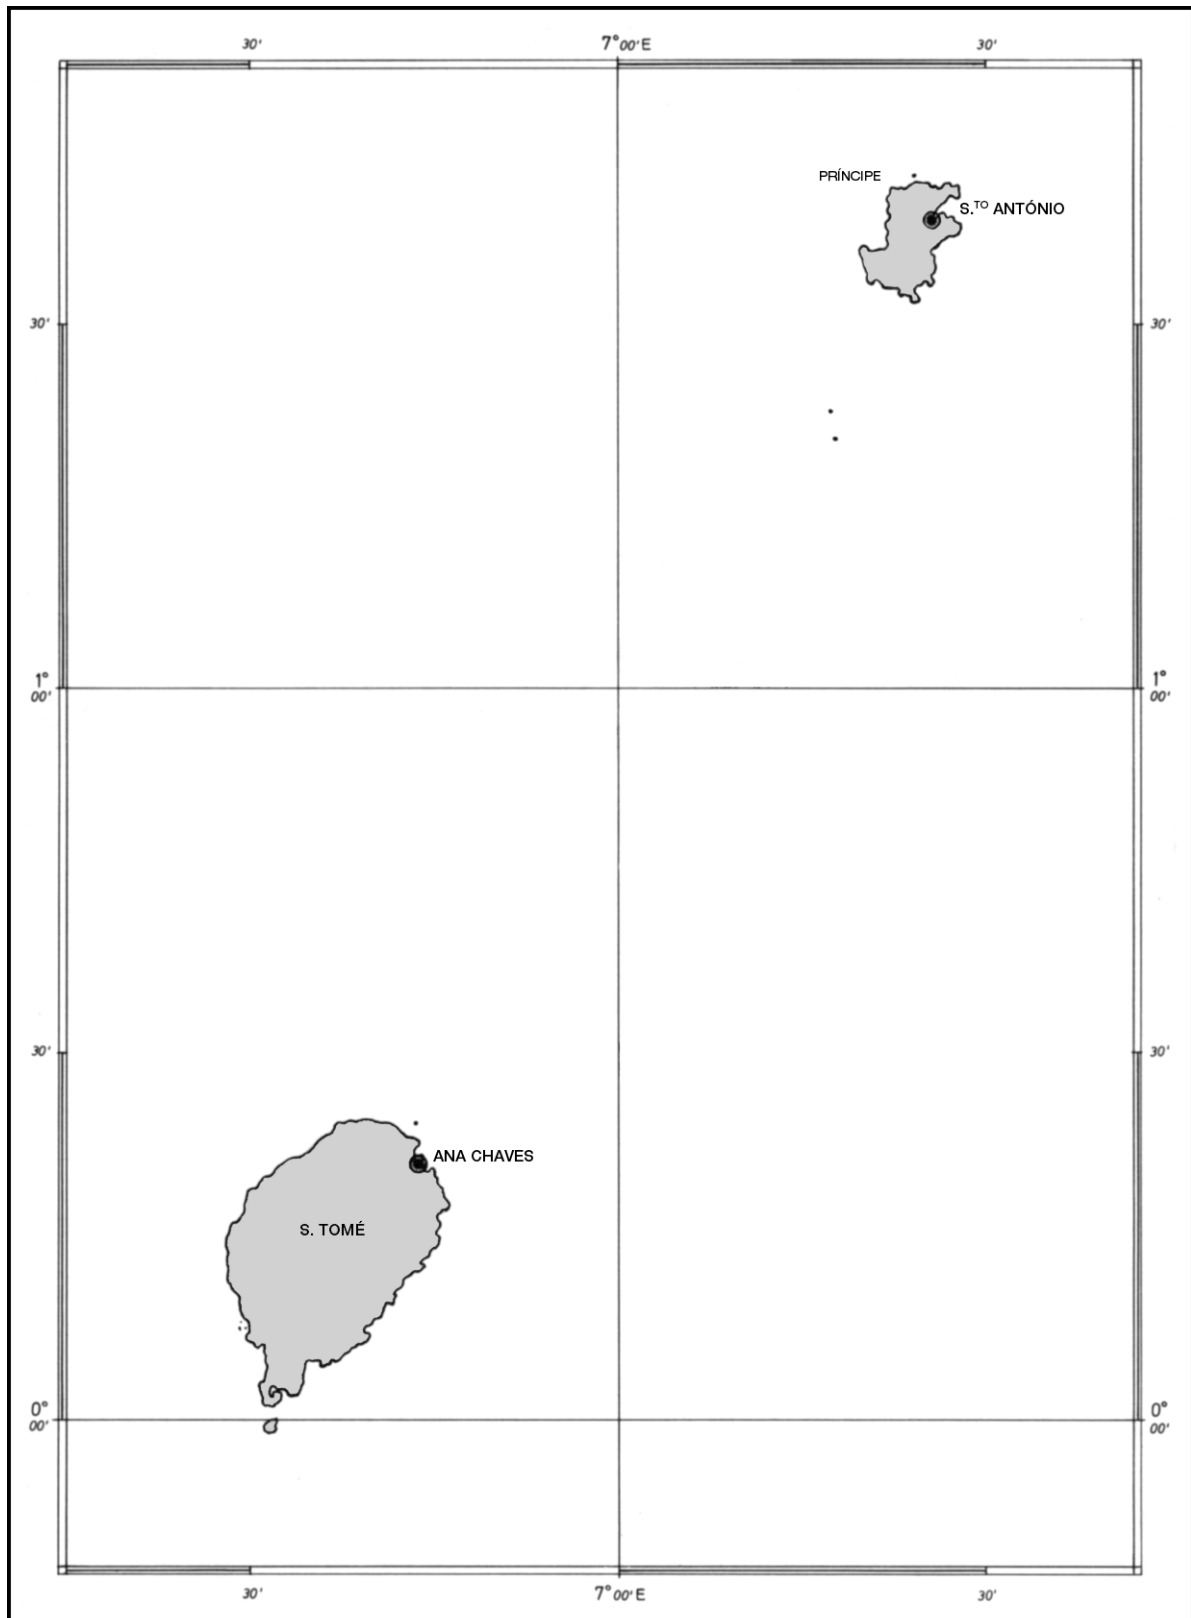 30' 7°00'E 30'
PRÍNCIPE
S.TO ANTÓNIO
30' 30'
1° 1°
00' 00'
30' 30'
ANA CHAVES
S. TOMÉ
0° 0°
00' 00'
30' 7°00'E 30'